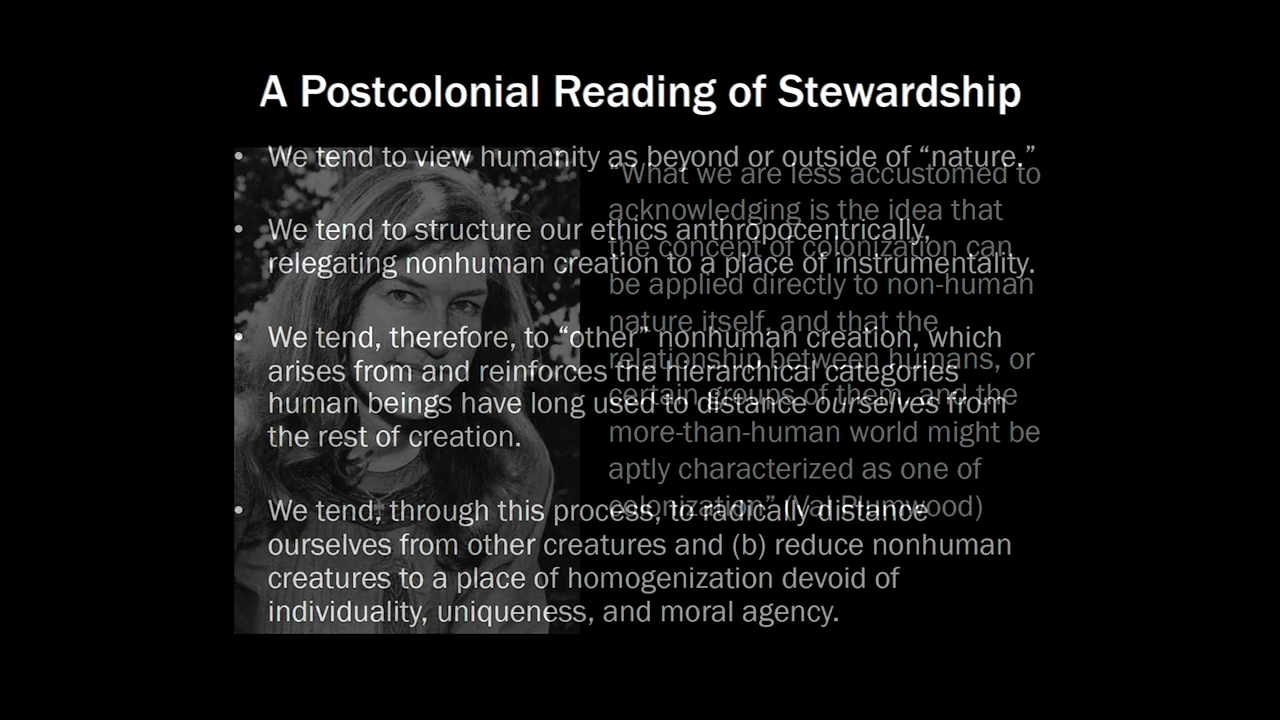 A Postcolonial Reading of Stewardship
• We tend to view humanity as beyond or outside of “nature.”
• We tend to structure our ethics anthropocentrically,
relegating nonhuman creation to a place of instrumentality.
• We tend, therefore, to “other” nonhuman creation, which
arises from and reinforces the hierarchical categories
human beings have long used to distance ourselves from
the rest of creation.
• We tend, through this process, to radically distance
ourselves from other creatures and (b) reduce nonhuman
creatures to a place of homogenization devoid of
individuality, uniqueness, and moral agency.
“What we are less accustomed to
acknowledging is the idea that
the concept of colonization can
be applied directly to non-human
nature itself, and that the
relationship between humans, or
certain groups of them, and the
more-than-human world might be
aptly characterized as one of
colonization” (Val Plumwood)